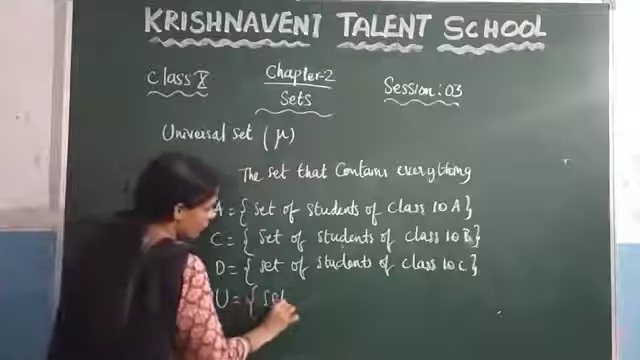 KRISHNAVENI TALENT SCHOOL
Class X
Chapter-2
Sets
Session:03
Universal set (μ)
The set that Contains everything
A = { set of students of Class 10 A}
C = { set of students of class 10 B}
D = { set of students of class 10 C}
U = { set